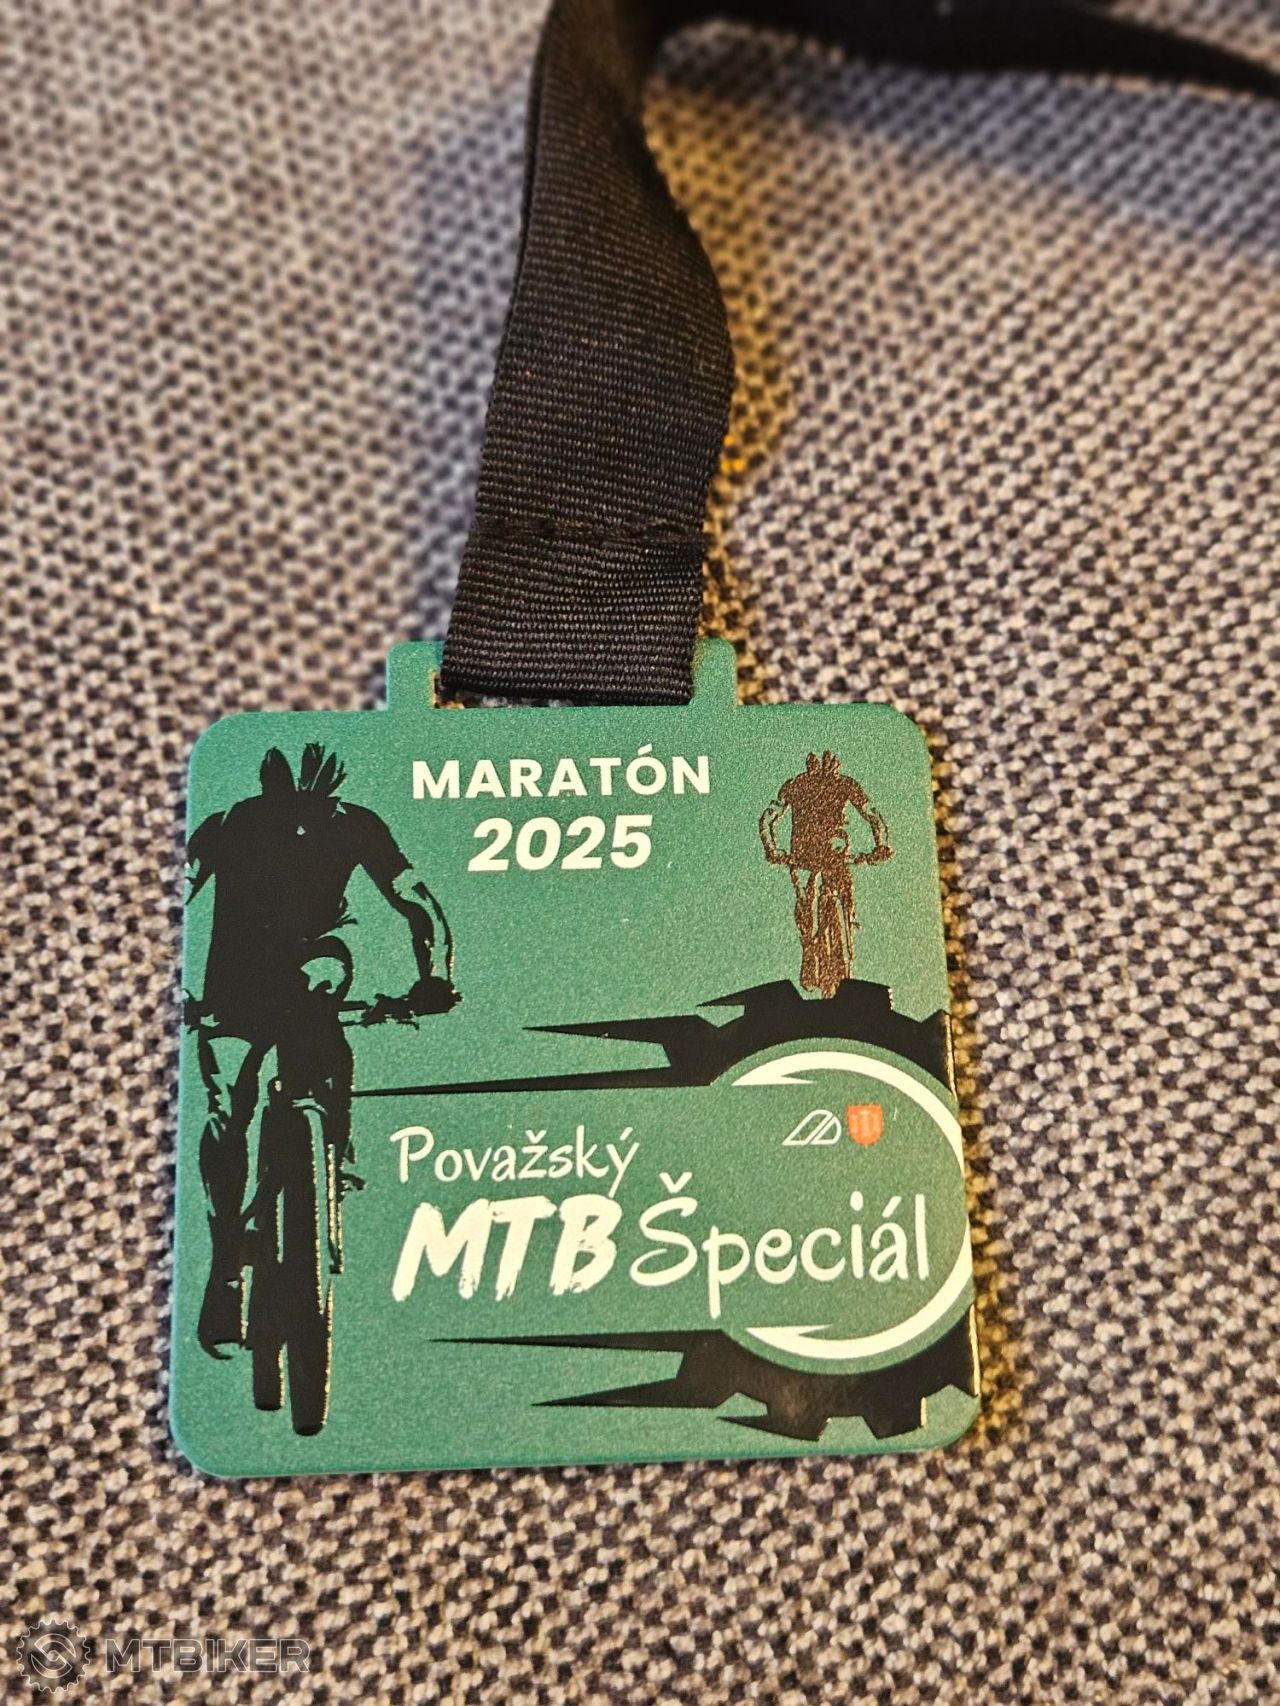 MARATÓN
2025
Považský
MTB Špeciál
MTBIKER